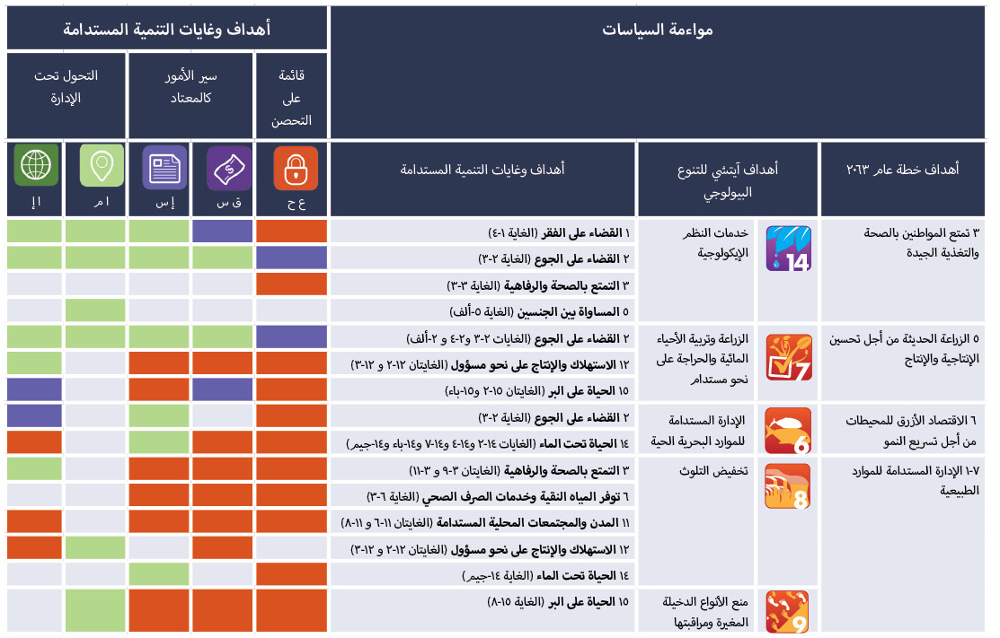 مواءمة السياسات
أهداف وغايات التنمية المستدامة
قائمة
على
التحصن
سير الأمور
كالمعتاد
التحول تحت
الإدارة
أهداف خطة عام ٢٠٦٣
أهداف آيتشي للتنوع
البيولوجي
أهداف وغايات التنمية المستدامة
ع ح
ق س
إ س
ا م
ا إ
٣ تمتع المواطنين بالصحة
والتغذية الجيدة
14
خدمات النظم
الإيكولوجية
١ القضاء على الفقر (الغاية ١-٤)
٢ القضاء على الجوع (الغاية ٢-٣)
٣ التمتع بالصحة والرفاهية (الغاية ٣-٣)
٥ المساواة بين الجنسين (الغاية ٥-ألف)
٥ الزراعة الحديثة من أجل تحسين
الإنتاجية والإنتاج
7
الزراعة وتربية الأحياء
المائية والحراجة على
نحو مستدام
٢ القضاء على الجوع (الغايات ٢-٣ و٢-٤ و ٢-ألف)
١٢ الاستهلاك والإنتاج على نحو مسؤول (الغايتان ١٢-٢ و ١٢-٣)
١٥ الحياة على البر (الغايتان ١٥-٢ و١٥-باء)
٦ الاقتصاد الأزرق للمحيطات
من أجل تسريع النمو
6
الإدارة المستدامة
للموارد البحرية الحية
٢ القضاء على الجوع (الغاية ٢-٣)
١٤ الحياة تحت الماء (الغايات ١٤-٢ و١٤-٤ و١٤-٧ و١٤-باء و١٤-جيم)
٧-١ الإدارة المستدامة للموارد
الطبيعية
8
تخفيض التلوث
٣ التمتع بالصحة والرفاهية (الغايتان ٣-٩ و ٣-١١)
٦ توفر المياه النقية وخدمات الصرف الصحي (الغاية ٦-٣)
١١ المدن والمجتمعات المحلية المستدامة (الغايتان ١١-٦ و ١١-٨)
١٢ الاستهلاك والإنتاج على نحو مسؤول (الغايتان ١٢-٢ و ١٢-٣)
١٤ الحياة تحت الماء (الغاية ١٤-جيم)
9
منع الأنواع الدخيلة
المغيرة ومراقبتها
١٥ الحياة على البر (الغاية ١٥-٨)